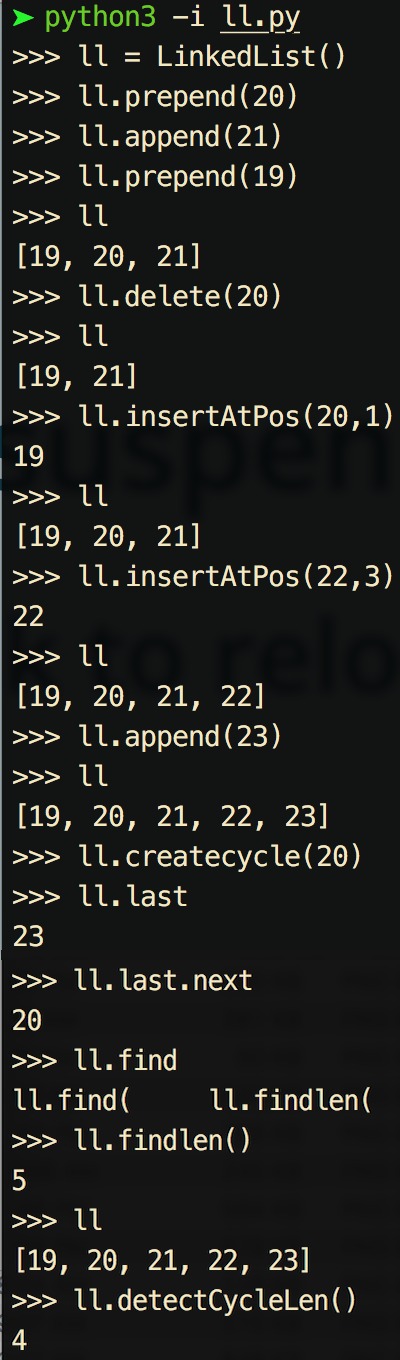 ➤ python3 -i ll.py
>>> ll = LinkedList()
>>> ll.prepend(20)
>>> ll.append(21)
>>> ll.prepend(19)
>>> ll
[19, 20, 21]
>>> ll.delete(20)
>>> ll
[19, 21]
>>> ll.insertAtPos(20,1)
19
>>> ll
[19, 20, 21]
>>> ll.insertAtPos(22,3)
22
>>> ll
[19, 20, 21, 22]
>>> ll.append(23)
>>> ll
[19, 20, 21, 22, 23]
>>> ll.createcycle(20)
>>> ll.last
23
>>> ll.last.next
20
>>> ll.find
ll.find(     ll.findlen(
>>> ll.findlen()
5
>>> ll
[19, 20, 21, 22, 23]
>>> ll.detectCycleLen()
4